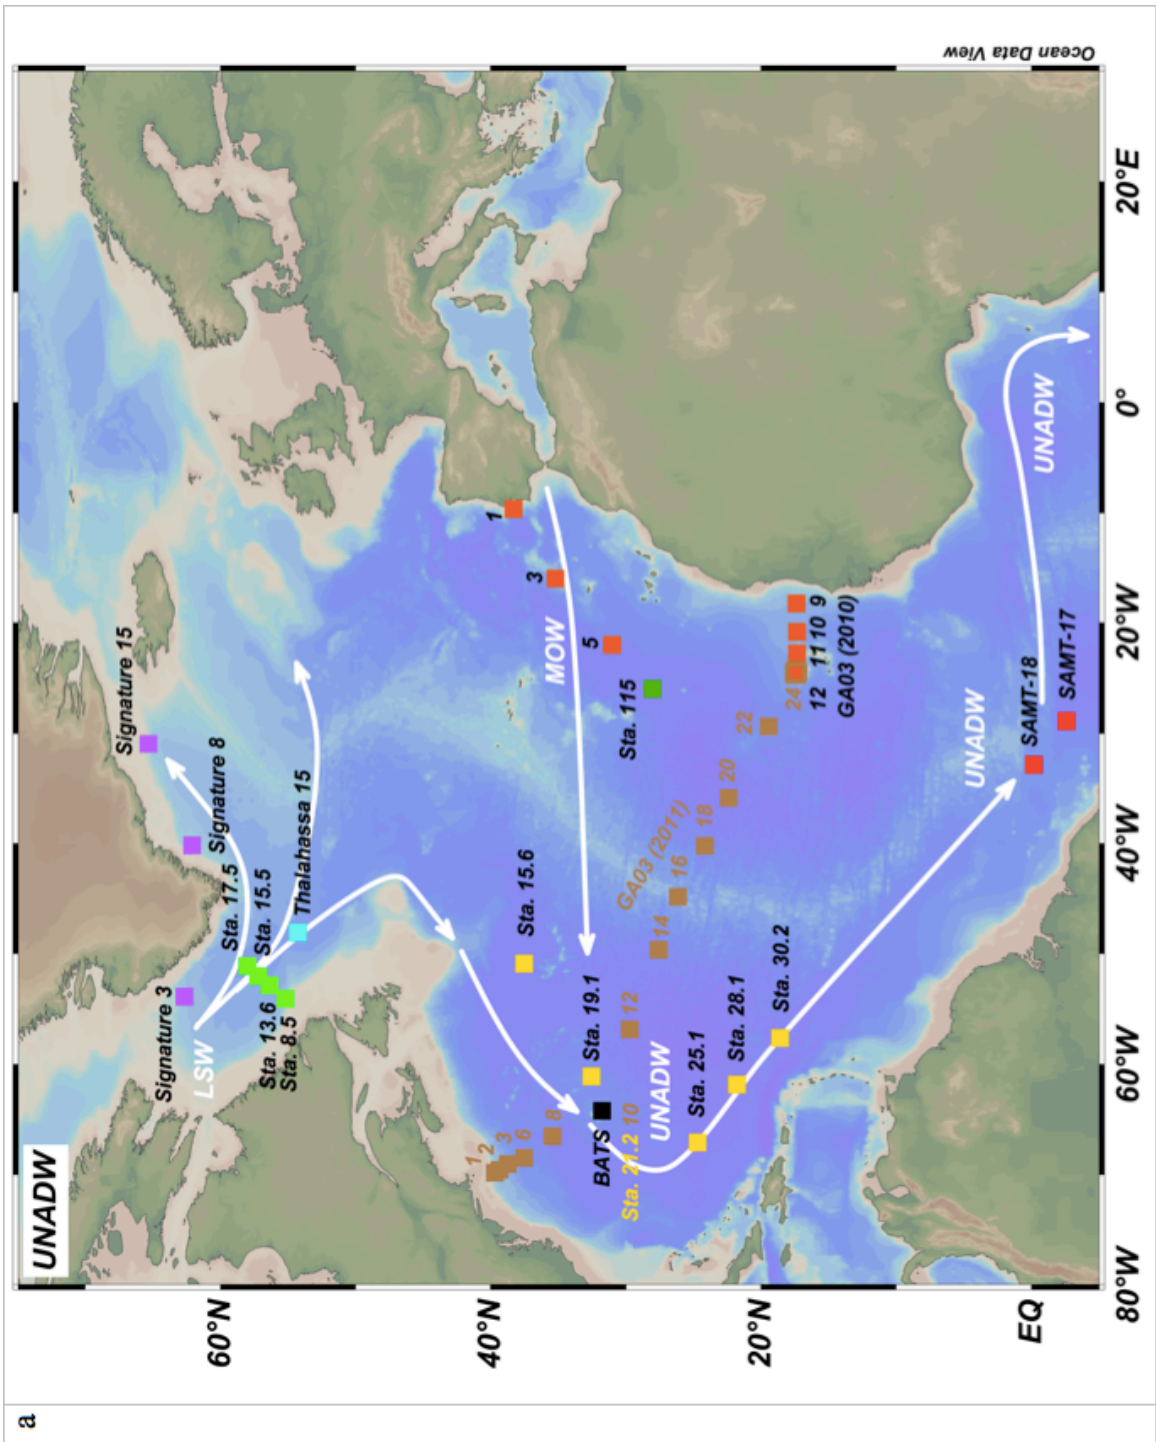 a
UNADW
60°N
40°N
20°N
EQ
80°W
60°W
40°W
20°W
0°
20°E
Signature 3
LSW
Sta. 13.6
Sta. 8.5
Sta. 17.5
Sta. 15.5
Signature 8
Signature 15
Thalahassa 15
1
2
3
6
8
BATS
Sta. 21.2
10
UNADW
Sta. 19.1
12
Sta. 15.6
14
GA03 (2011)
16
18
20
22
24
Sta. 25.1
Sta. 28.1
Sta. 30.2
MOW
1
3
5
Sta. 115
12
11
10
9
GA03 (2010)
UNADW
SAMT-18
SAMT-17
UNADW
Ocean Data View